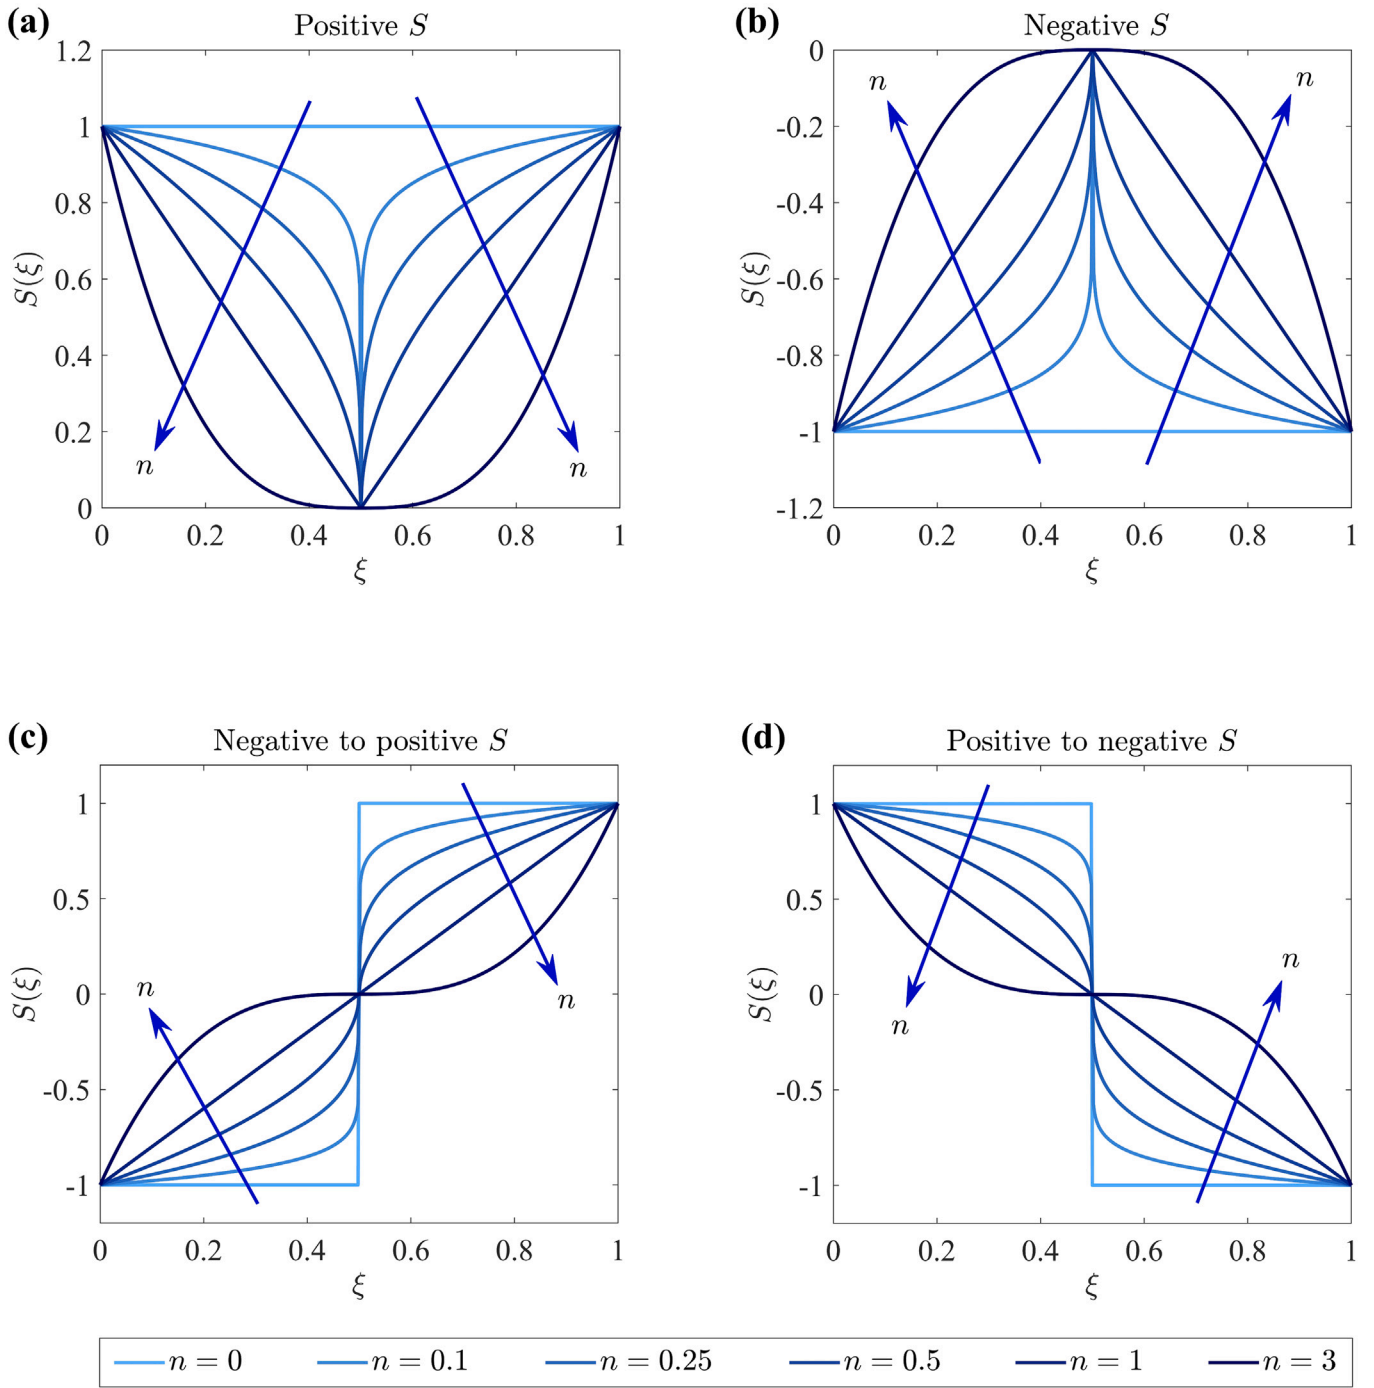 (a) Positive S
1.2
1
0.8
0.6
0.4
0.2
0
S(ξ)
n n
0 0.2 0.4 0.6 0.8 1
ξ
(b) Negative S
0
-0.2
-0.4
-0.6
-0.8
-1
-1.2
S(ξ)
n n
0 0.2 0.4 0.6 0.8 1
ξ
(c) Negative to positive S
1
0.5
0
-0.5
-1
S(ξ)
n n
0 0.2 0.4 0.6 0.8 1
ξ
(d) Positive to negative S
1
0.5
0
-0.5
-1
S(ξ)
n n
0 0.2 0.4 0.6 0.8 1
ξ
n = 0 n = 0.1 n = 0.25 n = 0.5 n = 1 n = 3